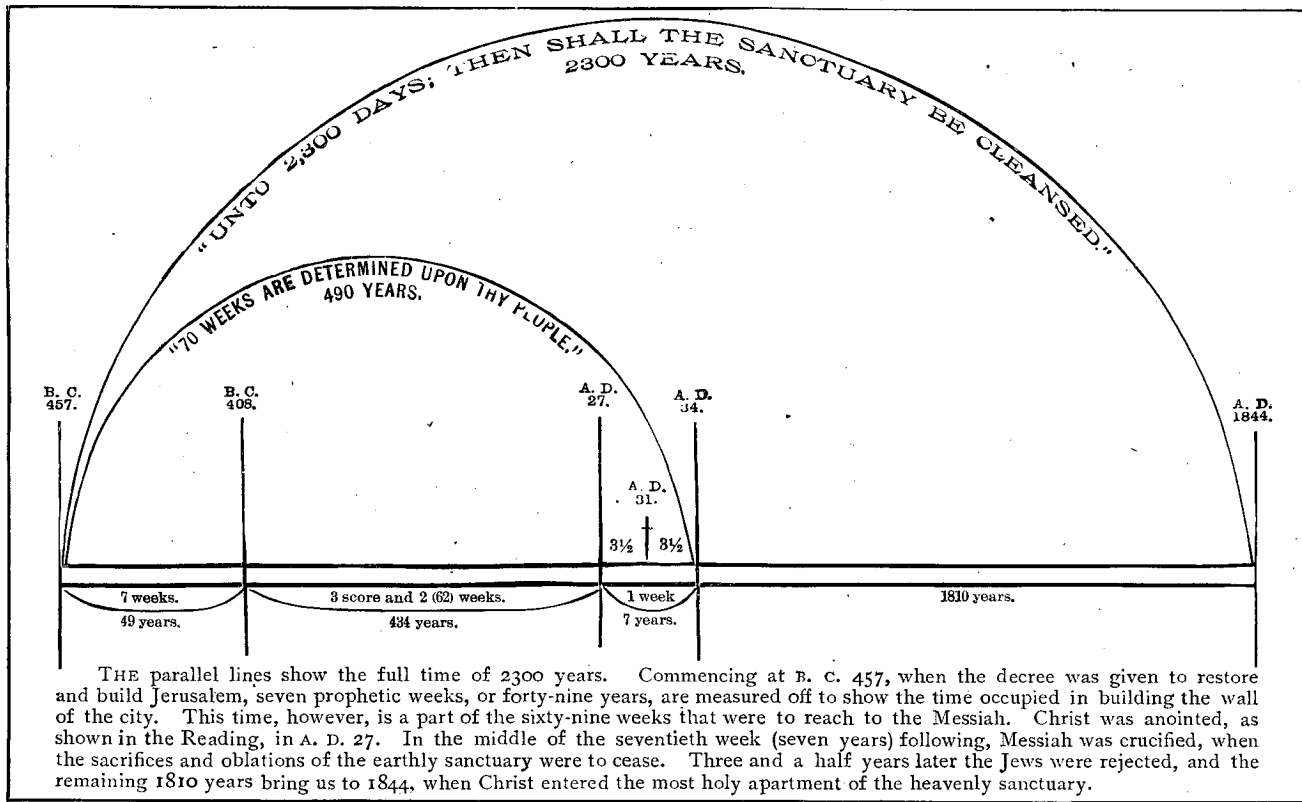 "UNTO 2,300 DAYS; THEN SHALL THE SANCTUARY BE CLEANSED."
2300 YEARS.
"70 WEEKS ARE DETERMINED UPON THY PEOPLE."
490 YEARS.
B. C.
457.
B. C.
408.
A. D.
27.
A. D.
34.
A. D.
1844.
A. D.
31.
3½ 3½
7 weeks.
49 years.
3 score and 2 (62) weeks.
434 years.
1 week
7 years.
1810 years.
THE parallel lines show the full time of 2300 years. Commencing at B. C. 457, when the decree was given to restore
and build Jerusalem, seven prophetic weeks, or forty-nine years, are measured off to show the time occupied in building the wall
of the city. This time, however, is a part of the sixty-nine weeks that were to reach to the Messiah. Christ was anointed, as
shown in the Reading, in A. D. 27. In the middle of the seventieth week (seven years) following, Messiah was crucified, when
the sacrifices and oblations of the earthly sanctuary were to cease. Three and a half years later the Jews were rejected, and the
remaining 1810 years bring us to 1844, when Christ entered the most holy apartment of the heavenly sanctuary.